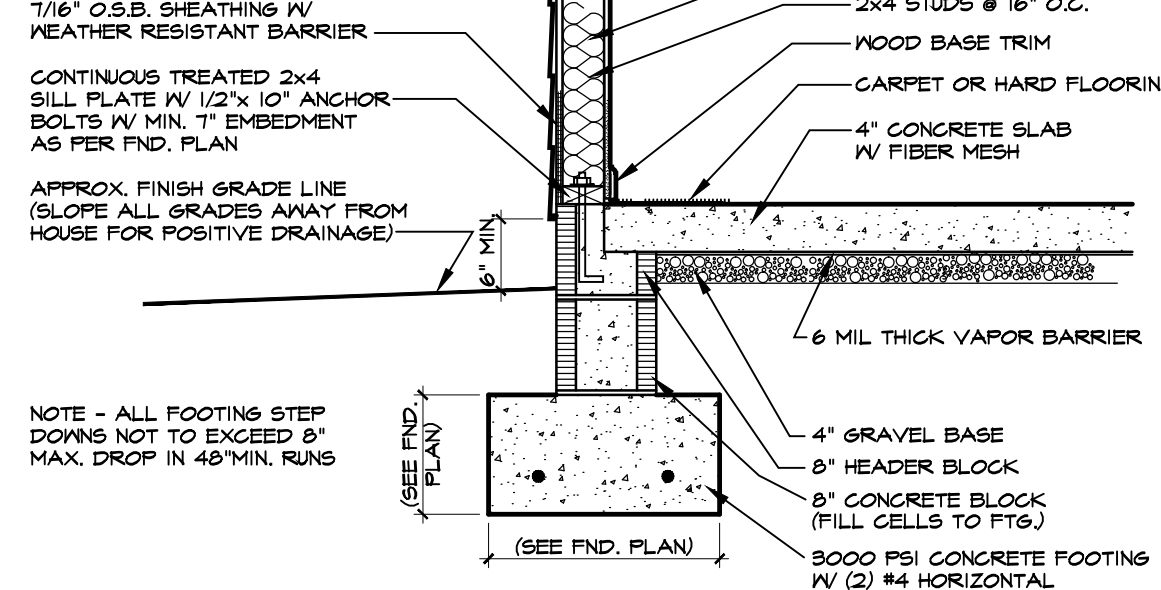 7/16" O.S.B. SHEATHING W/
WEATHER RESISTANT BARRIER
CONTINUOUS TREATED 2x4
SILL PLATE W/ 1/2"x 10" ANCHOR
BOLTS W/ MIN. 7" EMBEDMENT
AS PER FND. PLAN
APPROX. FINISH GRADE LINE
(SLOPE ALL GRADES AWAY FROM
HOUSE FOR POSITIVE DRAINAGE)
NOTE - ALL FOOTING STEP
DOWNS NOT TO EXCEED 8"
MAX. DROP IN 48"MIN. RUNS
6" MIN.
(SEE FND.
PLAN)
(SEE FND. PLAN)
2x4 STUDS @ 16" O.C.
WOOD BASE TRIM
CARPET OR HARD FLOORIN
4" CONCRETE SLAB
W/ FIBER MESH
6 MIL THICK VAPOR BARRIER
4" GRAVEL BASE
8" HEADER BLOCK
8" CONCRETE BLOCK
(FILL CELLS TO FTG.)
3000 PSI CONCRETE FOOTING
W/ (2) #4 HORIZONTAL